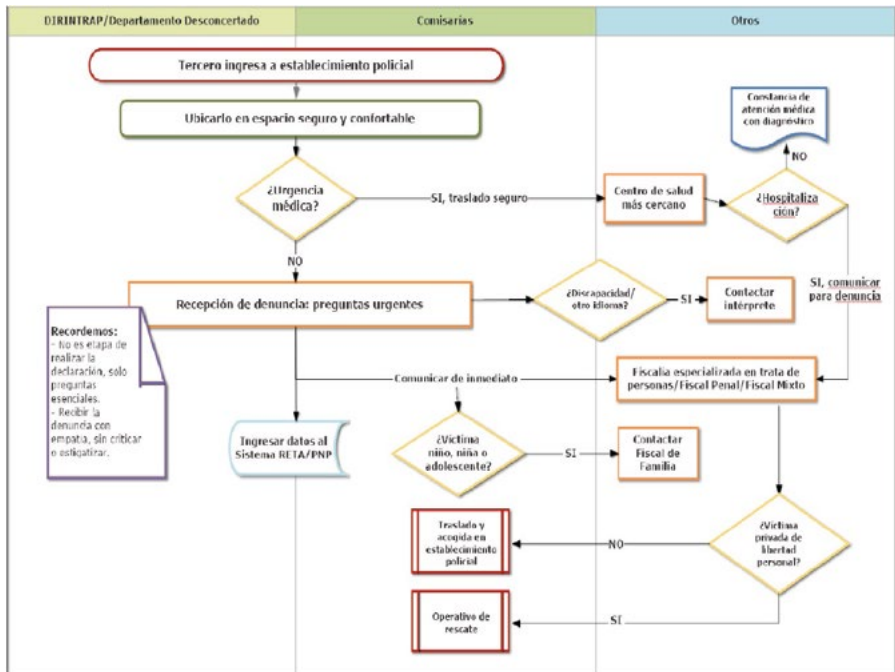 DIRINTRAP/Departamento Desconcertado
Comisarías
Otros
Tercero ingresa a establecimiento policial
Ubicarlo en espacio seguro y confortable
¿Urgencia
médica?
SI, traslado seguro
Centro de salud
más cercano
¿Hospitaliza
ción?
NO
Constancia de
atención médica
con diagnóstico
SI, comunicar
para denuncia
NO
Recepción de denuncia: preguntas urgentes
¿Discapacidad/
otro idioma?
SI
Contactar
intérprete
Recordemos:
- No es etapa de
realizar la
declaración, solo
preguntas
esenciales.
- Recibir la
denuncia con
empatía, sin criticar
o estigatizar.
Comunicar de inmediato
Fiscalía especializada en trata de
personas/Fiscal Penal/Fiscal Mixto
Ingresar datos al
Sistema RETA/PNP
¿Víctima
niño, niña o
adolescente?
SI
Contactar
Fiscal de
Familia
¿Víctima
privada de
libertad
personal?
NO
Traslado y
acogida en
establecimiento
policial
SI
Operativo de
rescate